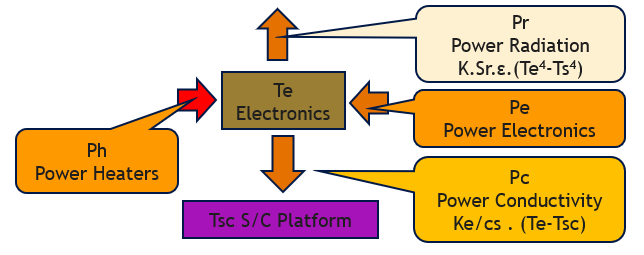 Pr
Power Radiation
K.Sr.ε.(Te⁴-Ts⁴)
Te
Electronics
Pe
Power Electronics
Ph
Power Heaters
Pc
Power Conductivity
Ke/cs . (Te-Tsc)
Tsc S/C Platform